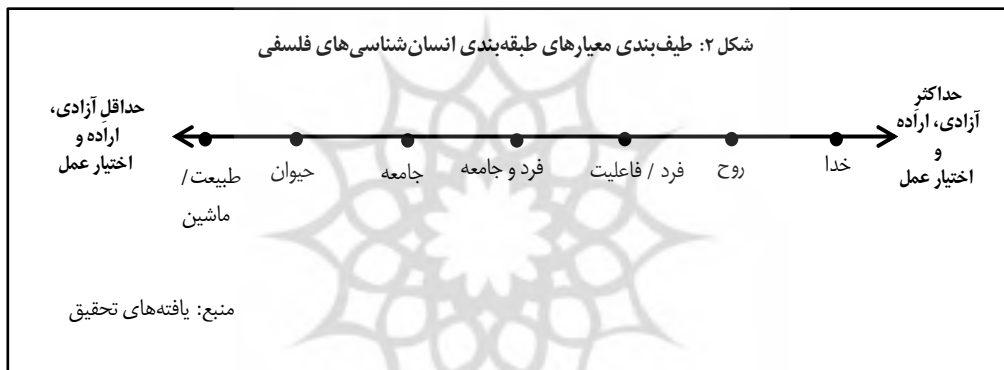 شکل ۲: طیف‌بندی معیارهای طبقه‌بندی انسان‌شناسی‌های فلسفی
حداکثرِ
آزادی، اراده
و
اختیار عمل
حداقلِ آزادی،
اراده و
اختیار عمل
خدا
روح
فرد / فاعلیت
فرد و جامعه
جامعه
حیوان
طبیعت/
ماشین
منبع: یافته‌های تحقیق